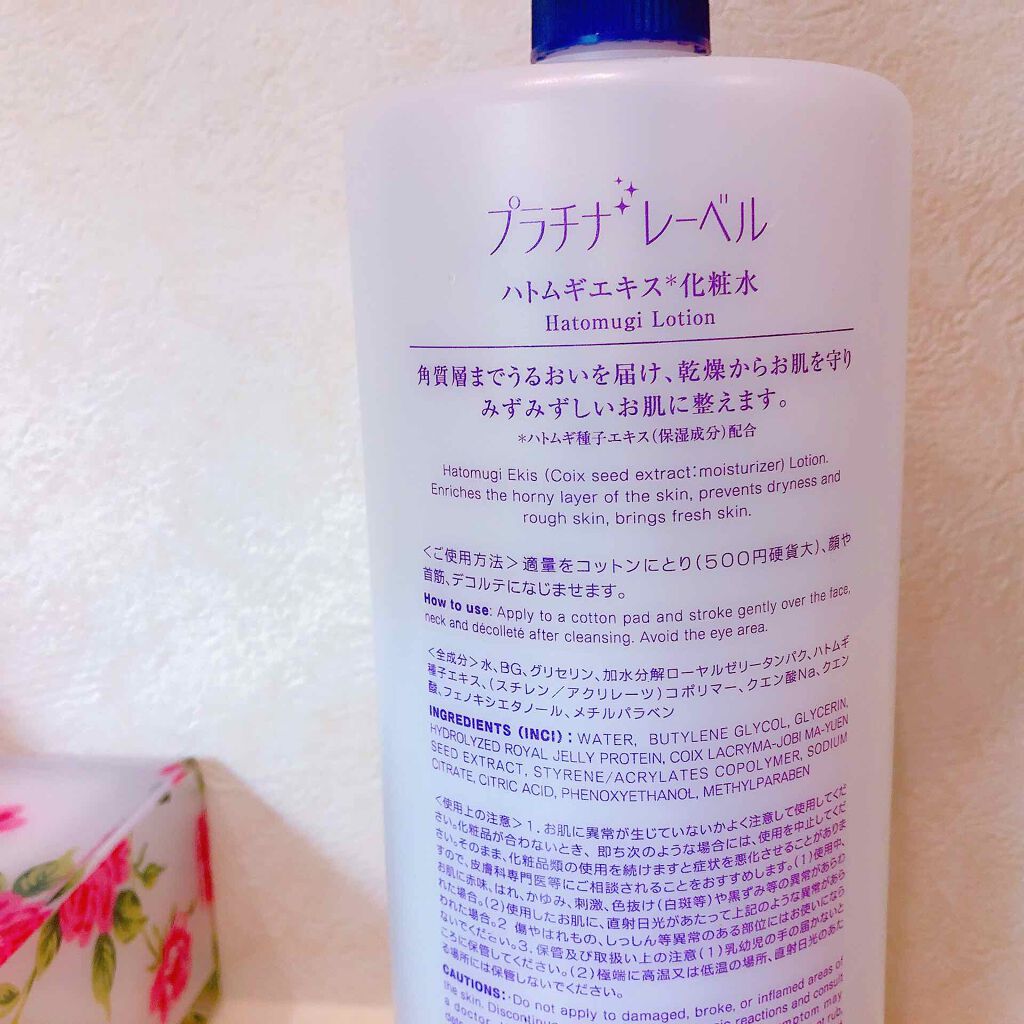 プラチナレーベル
ハトムギエキス*化粧水
Hatomugi Lotion
角質層までうるおいを届け、乾燥からお肌を守り
みずみずしいお肌に整えます。
*ハトムギ種子エキス(保湿成分)配合
Hatomugi Ekis (Coix seed extract:moisturizer) Lotion.
Enriches the horny layer of the skin, prevents dryness and
rough skin, brings fresh skin.
<ご使用方法>適量をコットンにとり(500円硬貨大)、顔や
首筋、デコルテになじませます。
How to use: Apply to a cotton pad and stroke gently over the face,
neck and décolleté after cleansing. Avoid the eye area.
<全成分>水、BG、グリセリン、加水分解ローヤルゼリータンパク、ハトムギ
種子エキス、(スチレン/アクリレーツ)コポリマー、クエン酸Na、クエン
酸、フェノキシエタノール、メチルパラベン
INGREDIENTS (INCI): WATER, BUTYLENE GLYCOL, GLYCERIN,
HYDROLYZED ROYAL JELLY PROTEIN, COIX LACRYMA-JOBI MA-YUEN
SEED EXTRACT, STYRENE/ACRYLATES COPOLYMER, SODIUM
CITRATE, CITRIC ACID, PHENOXYETHANOL, METHYLPARABEN
<使用上の注意>1. お肌に異常が生じていないかよく注意して使用してくだ
さい。化粧品が合わないとき、即ち次のような場合には、使用を中止してくだ
さい。そのまま、化粧品類の使用を続けますと症状を悪化させることがありま
すので、皮膚科専門医等にご相談されることをおすすめします。(1)使用中、
お肌に赤味、はれ、かゆみ、刺激、色抜け(白斑等)や黒ずみ等の異常があらわ
れた場合。(2)使用したお肌に、直射日光があたって上記のような異常があら
われた場合。2 傷やはれもの、しっしん等異常のある部位にはお使いになら
ないでください。3. 保管及び取扱い上の注意(1)乳幼児の手の届かないと
ころに保管してください。(2)極端に高温又は低温の場所、直射日光のあた
る場所には保管しないでください。
CAUTIONS: Do not apply to damaged, broke, or inflamed areas of
the skin. Discontinu reactions and consult
a doctor mptom may
rub,